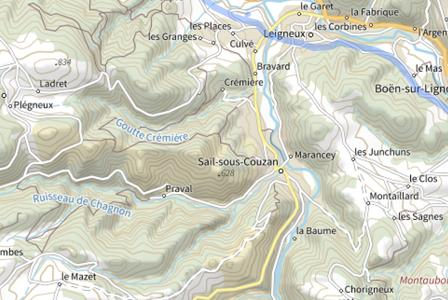 le Garet
la Fabrique
les Places
les Corbines
Leigneux
l'Argen
les Granges
Culvé
834
Bravard
le Mas
Ladret
Crémière
Boën-sur-Lign
Plégneux
Goutte Crémière
Sail-sous-Couzan
Marancey
les Junchuns
628
le Clos
Praval
Ruisseau de Chagnon
Montaillard
les Sagnes
la Baume
mbes
le Mazet
Montaubo
Chorigneux